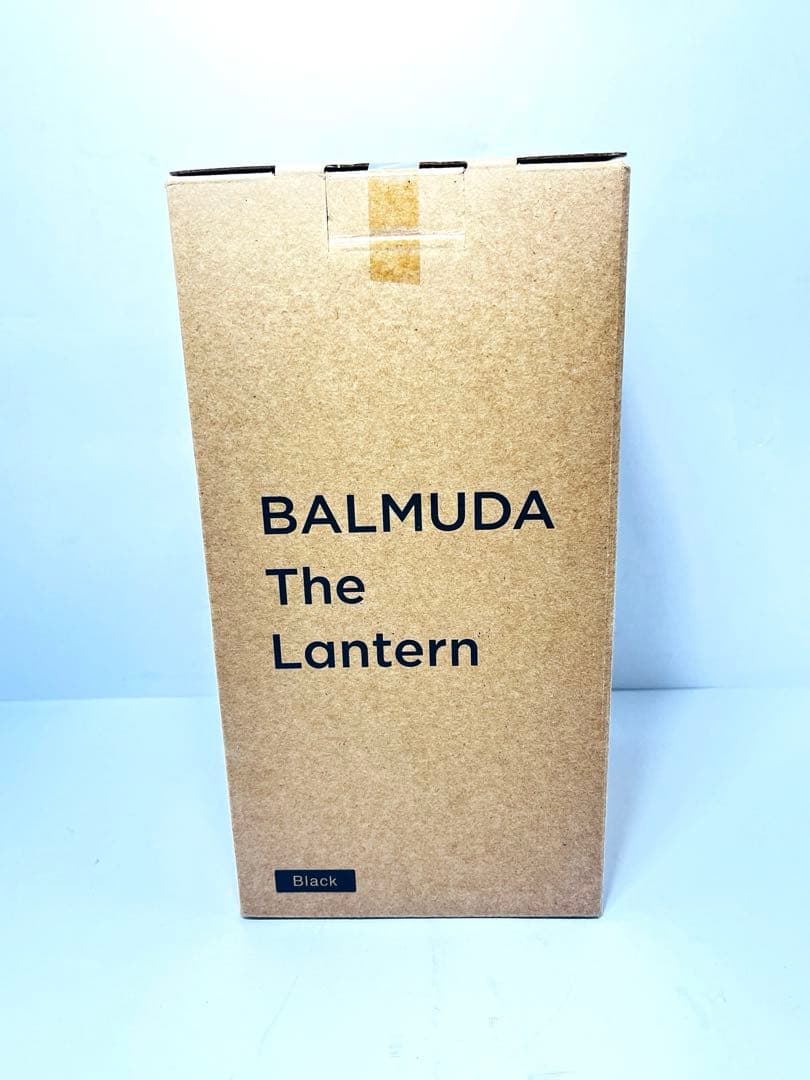 BALMUDA
The
Lantern
Black